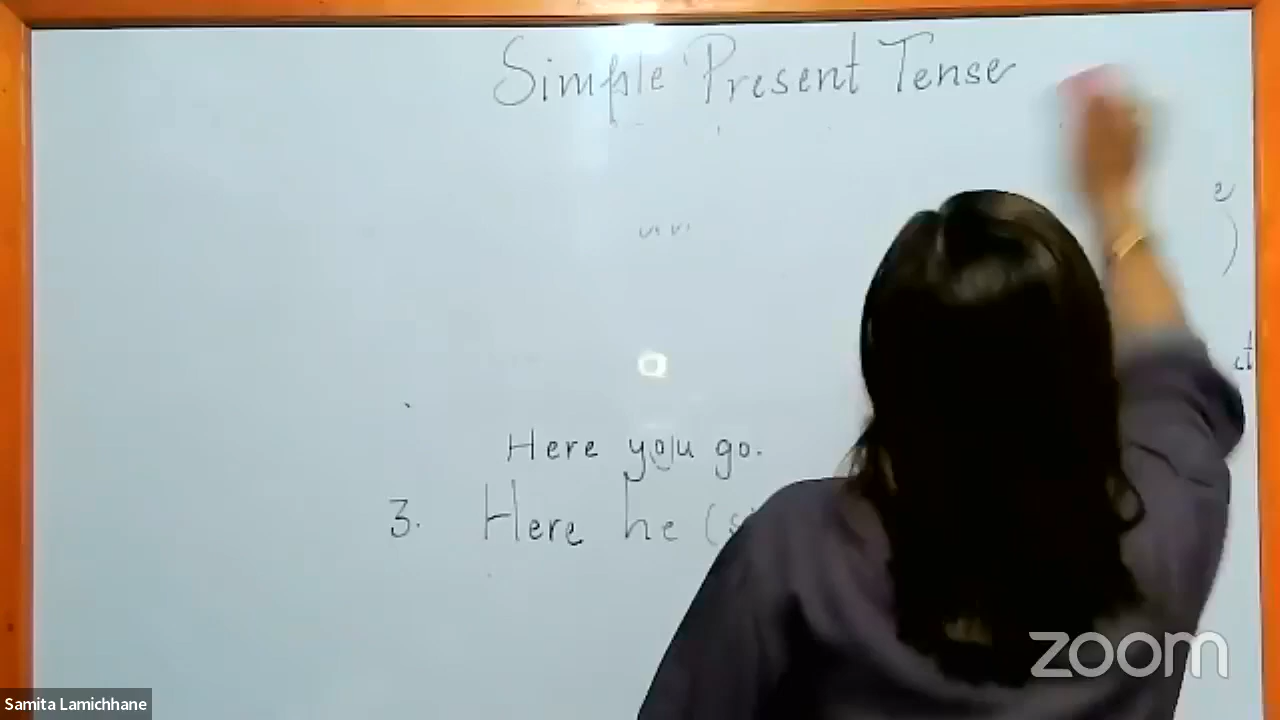 Simple Present Tense
Here you go.
3. Here he (s
zoom
Samita Lamichhane